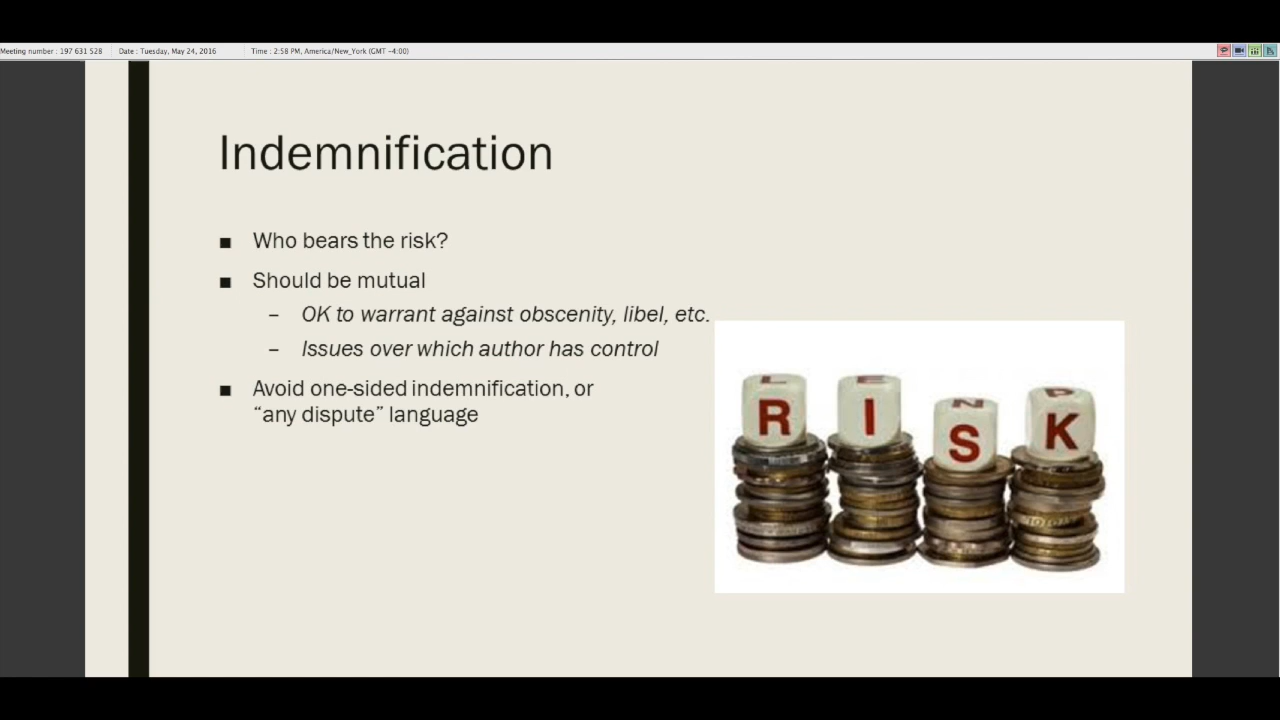 Meeting number : 197 631 528 Date : Tuesday, May 24, 2016 Time : 2:58 PM, America/New_York (GMT -4:00)
Indemnification
■ Who bears the risk?
■ Should be mutual
– OK to warrant against obscenity, libel, etc.
– Issues over which author has control
■ Avoid one-sided indemnification, or
“any dispute” language
L E N D
R I S K